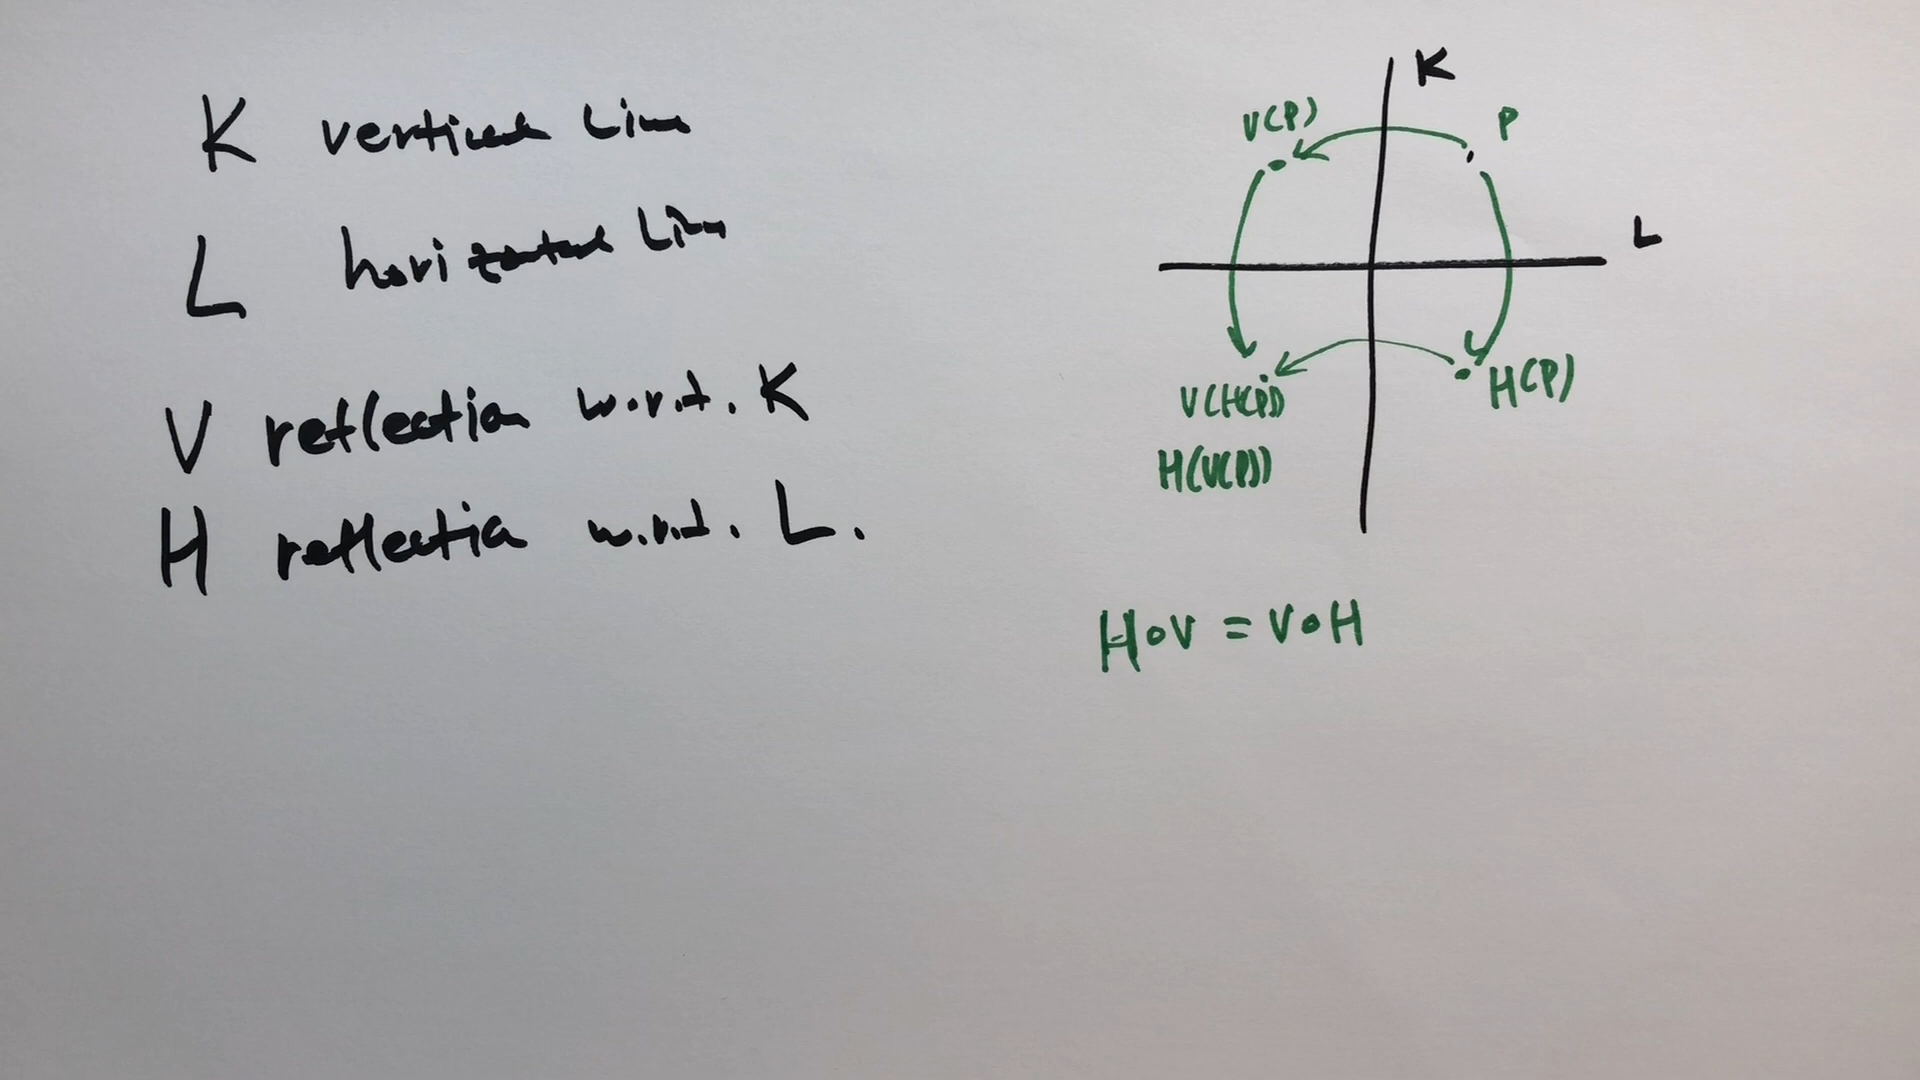 K vertical Line
L horizontal Line
V reflection w.r.t. K
H reflection w.r.t. L.
K
V(P)
P
L
V(H(P))
H(P)
H(V(P))
H∘V = V∘H